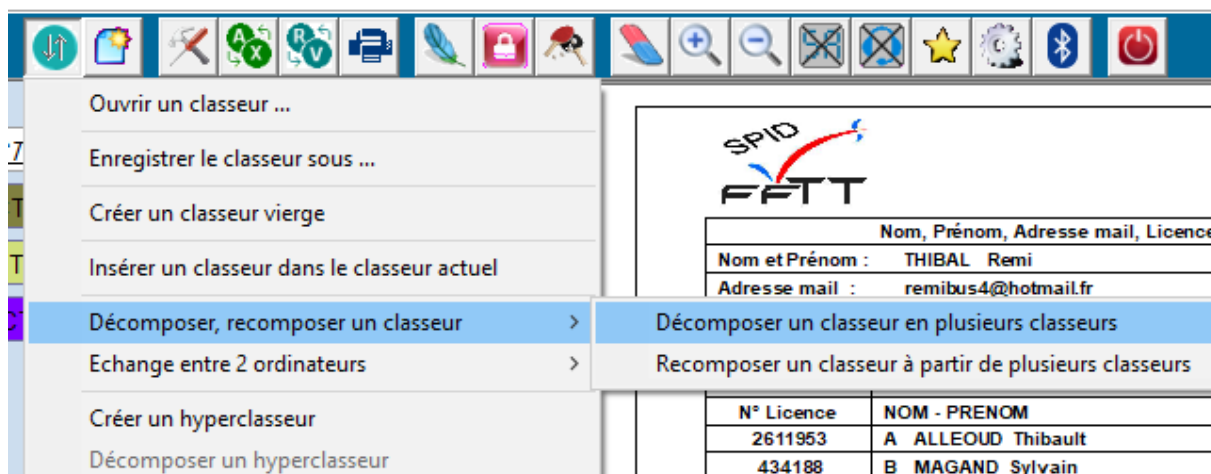 Ouvrir un classeur ...
Enregistrer le classeur sous ...
Créer un classeur vierge
Insérer un classeur dans le classeur actuel
Décomposer, recomposer un classeur >
Décomposer un classeur en plusieurs classeurs
Echange entre 2 ordinateurs >
Recomposer un classeur à partir de plusieurs classeurs
Créer un hyperclasseur
Décomposer un hyperclasseur
SPID
FFTT
Nom, Prénom, Adresse mail, Licence
Nom et Prénom : THIBAL Remi
Adresse mail : remibus4@hotmail.fr
N° Licence NOM - PRENOM
2611953 A ALLEOUD Thibault
434188 B MAGAND Sylvain